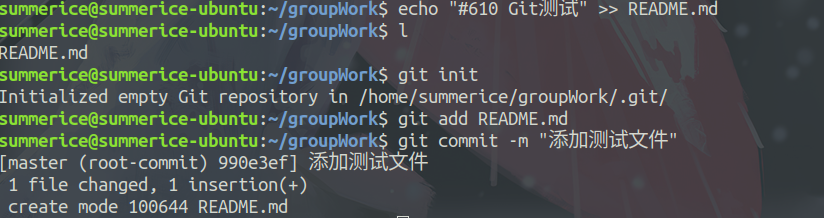 summerice@summerice-ubuntu:~/groupWork$ echo "#610 Git测试" >> README.md
summerice@summerice-ubuntu:~/groupWork$ l
README.md
summerice@summerice-ubuntu:~/groupWork$ git init
Initialized empty Git repository in /home/summerice/groupWork/.git/
summerice@summerice-ubuntu:~/groupWork$ git add README.md
summerice@summerice-ubuntu:~/groupWork$ git commit -m "添加测试文件"
[master (root-commit) 990e3ef] 添加测试文件
 1 file changed, 1 insertion(+)
 create mode 100644 README.md